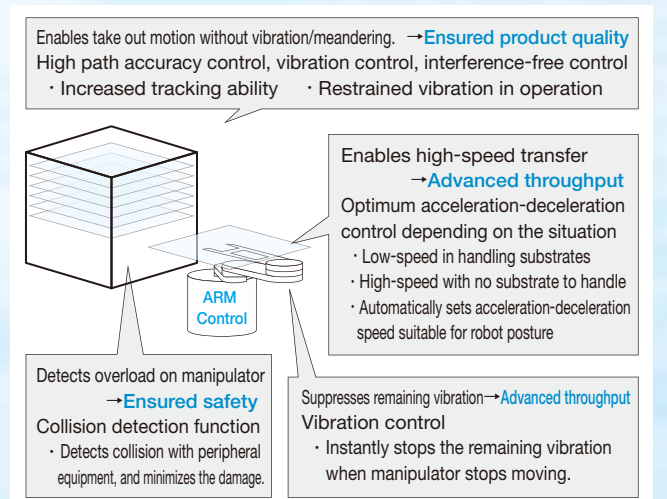 Enables take out motion without vibration/meandering. →Ensured product quality
High path accuracy control, vibration control, interference-free control
・Increased tracking ability ・Restrained vibration in operation
Enables high-speed transfer
→Advanced throughput
Optimum acceleration-deceleration
control depending on the situation
・Low-speed in handling substrates
・High-speed with no substrate to handle
・Automatically sets acceleration-deceleration
speed suitable for robot posture
ARM
Control
Detects overload on manipulator
→Ensured safety
Collision detection function
・Detects collision with peripheral
equipment, and minimizes the damage.
Suppresses remaining vibration→Advanced throughput
Vibration control
・Instantly stops the remaining vibration
when manipulator stops moving.